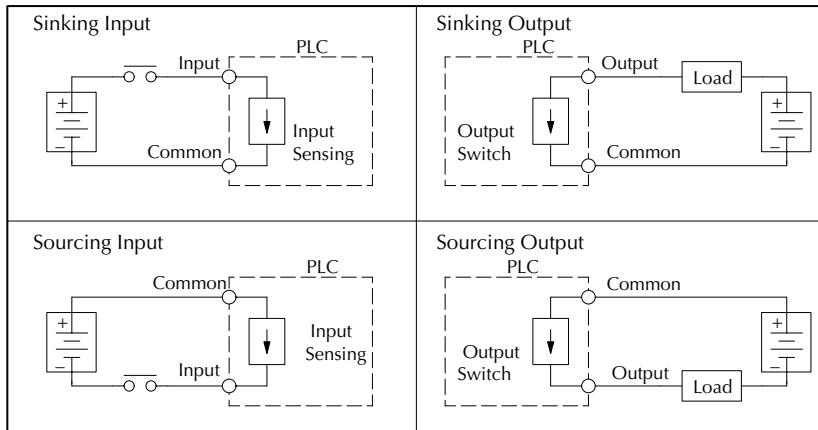 Sinking Input
PLC
Input
+
Input
Sensing
Common
−
Sinking Output
PLC
Output
Load
+
Output
Switch
Common
−
Sourcing Input
PLC
Common
+
Input
Sensing
−
Input
Sourcing Output
PLC
Common
+
Output
Switch
−
Output
Load